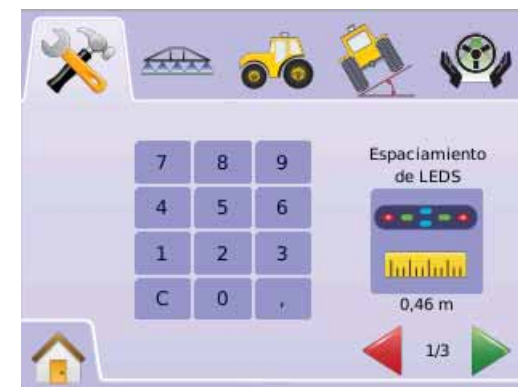 7 8 9
4 5 6
1 2 3
C 0 ,
Espaciamiento
de LEDS
0,46 m
1/3